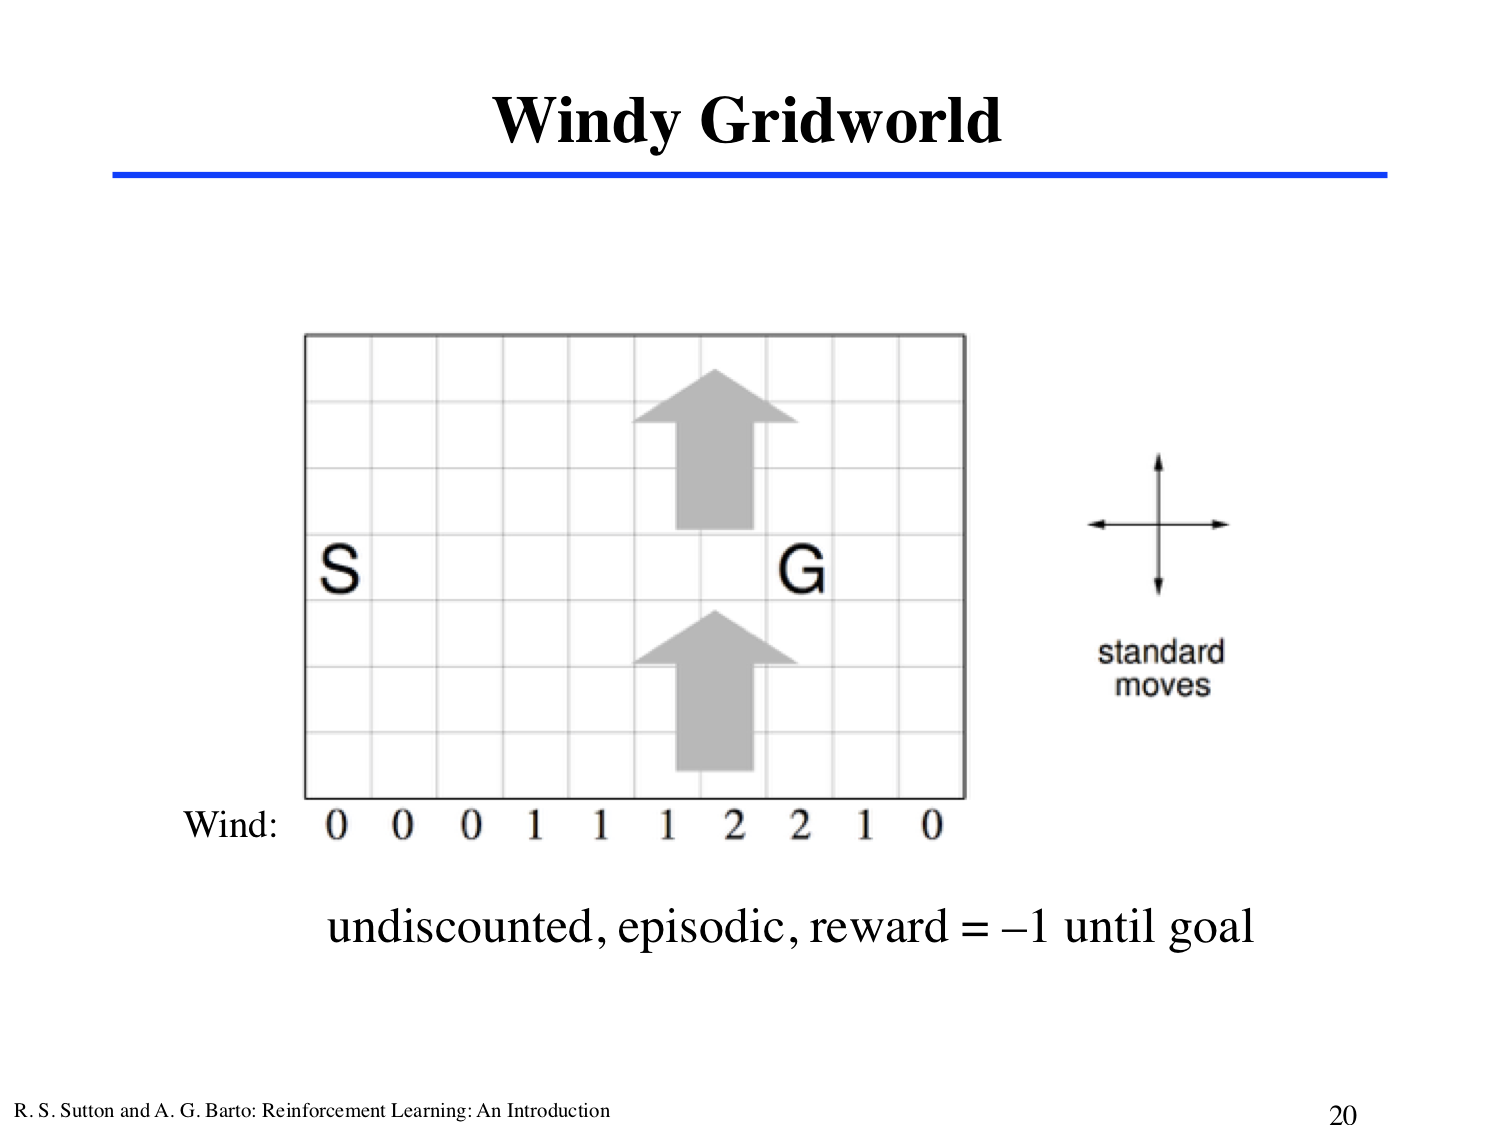 Windy Gridworld
S
G
standard
moves
Wind: 0 0 0 1 1 1 2 2 1 0
undiscounted, episodic, reward = –1 until goal
R. S. Sutton and A. G. Barto: Reinforcement Learning: An Introduction
20